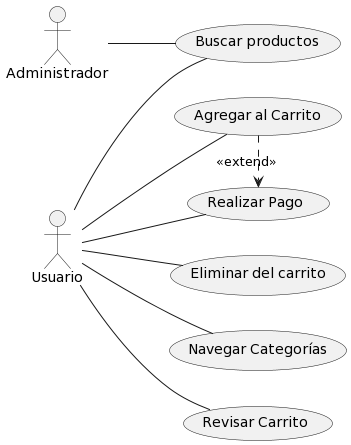 Buscar productos
Administrador
Agregar al Carrito
«extend»
Realizar Pago
Usuario
Eliminar del carrito
Navegar Categorías
Revisar Carrito